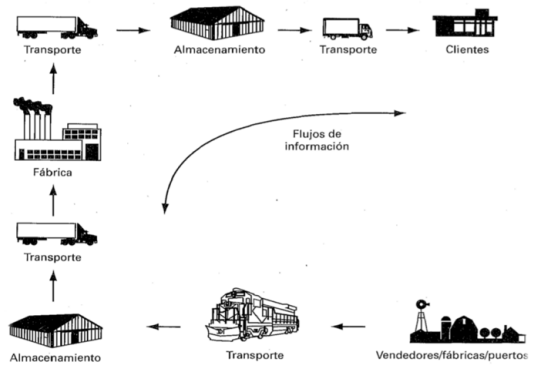 Transporte
Almacenamiento
Transporte
Clientes
Flujos de
información
Fábrica
Transporte
Almacenamiento
Transporte
Vendedores/fábricas/puertos